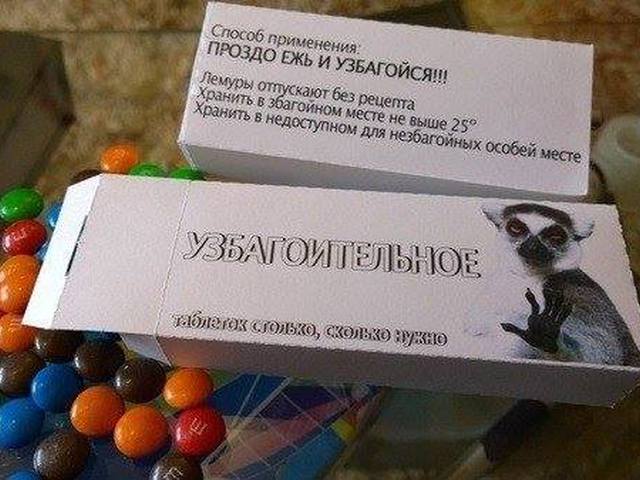 Способ применения:
ПРОЗДО ЕЖЬ И УЗБАГОЙСЯ!!!
Лемуры отпускают без рецепта
Хранить в збагойном месте не выше 25°
Хранить в недоступном для незбагойных особей месте
УЗБАГОИТЕЛЬНОЕ
таблеток столько, сколько нужно